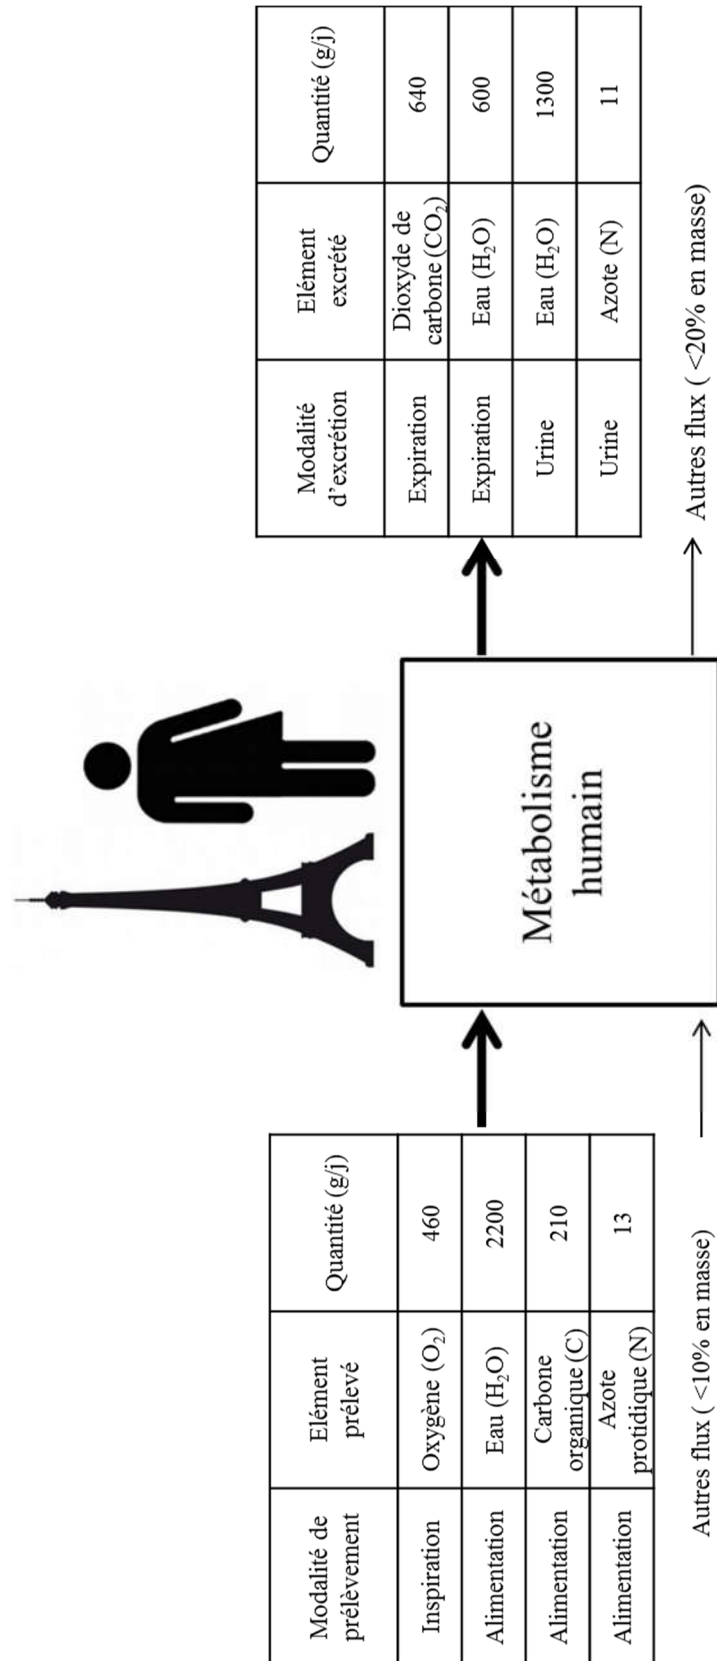 Modalité de
prélèvement
Elément
prélevé
Quantité (g/j)
Inspiration
Oxygène (O₂)
460
Alimentation
Eau (H₂O)
2200
Alimentation
Carbone
organique (C)
210
Alimentation
Azote
protidique (N)
13
Autres flux ( <10% en masse)
Métabolisme
humain
Modalité
d'excrétion
Elément
excrété
Quantité (g/j)
Expiration
Dioxyde de
carbone (CO₂)
640
Expiration
Eau (H₂O)
600
Urine
Eau (H₂O)
1300
Urine
Azote (N)
11
Autres flux ( <20% en masse)